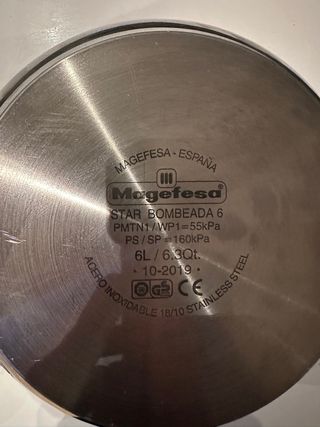 MAGEFESA - ESPAÑA
Magefesa®
STAR BOMBEADA 6
PMTN1 / WP1=55kPa
PS / SP =160kPa
6L / 6.3Qt.
· 10-2019 ·
GS CE
ACERO INOXIDABLE 18/10 STAINLESS STEEL